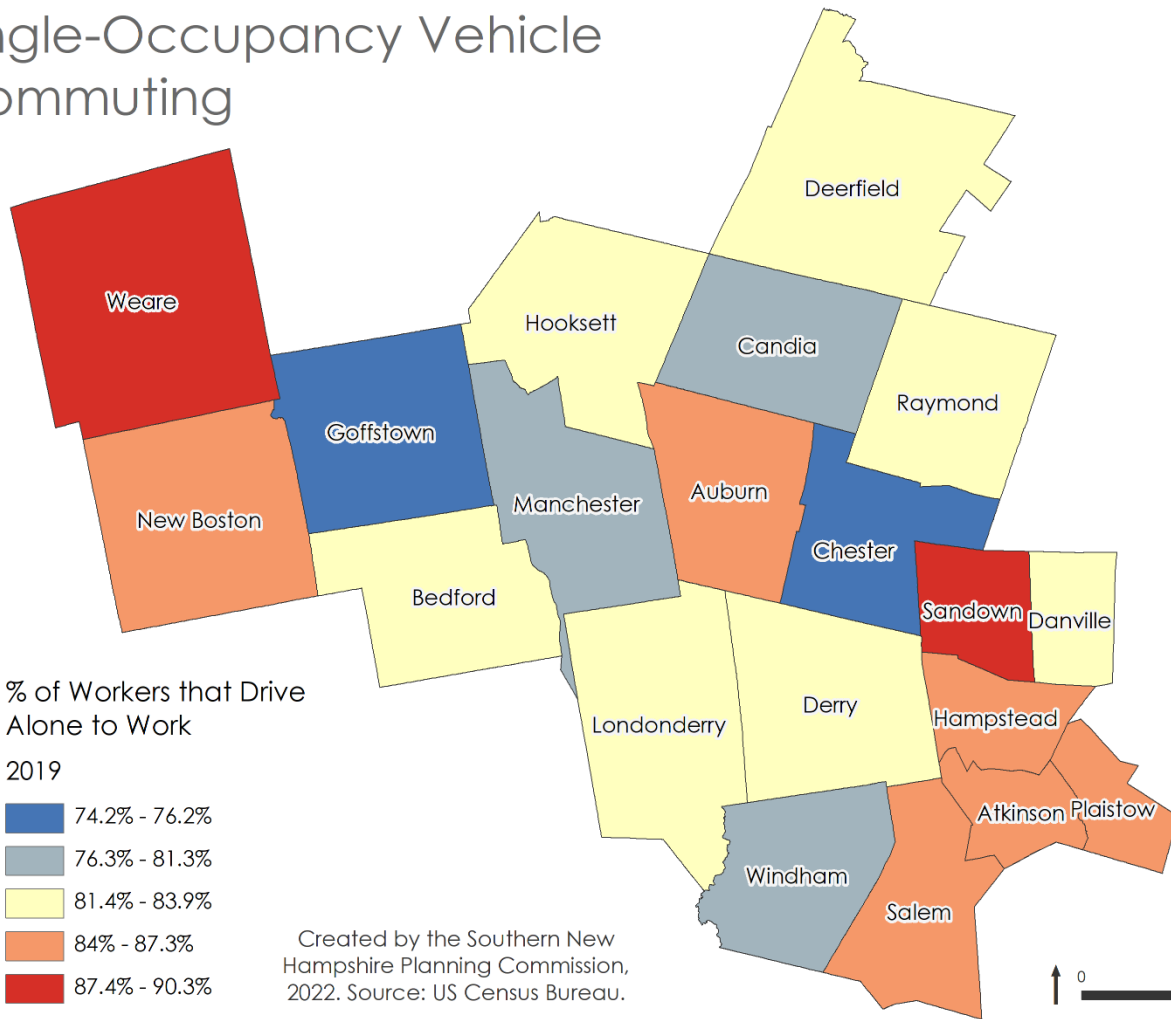 ngle-Occupancy Vehicle
ommuting
Deerfield
Weare
Hooksett
Candia
Raymond
Goffstown
Auburn
Manchester
New Boston
Chester
Bedford
Sandown
Danville
Derry
Hampstead
Londonderry
Atkinson
Plaistow
Windham
Salem
% of Workers that Drive
Alone to Work
2019
74.2% - 76.2%
76.3% - 81.3%
81.4% - 83.9%
84% - 87.3%
87.4% - 90.3%
Created by the Southern New
Hampshire Planning Commission,
2022. Source: US Census Bureau.
0